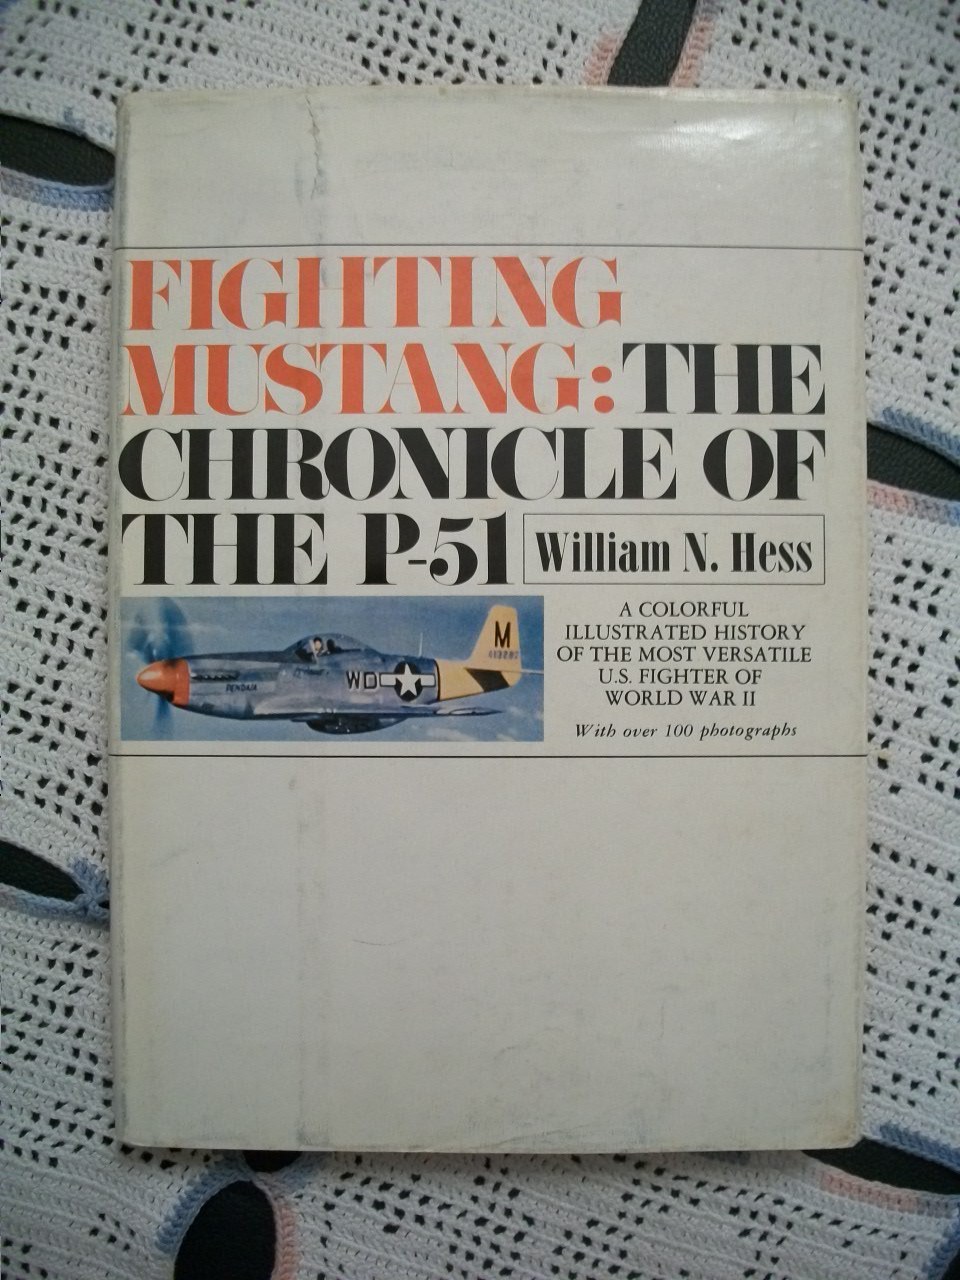 FIGHTING
MUSTANG: THE
CHRONICLE OF
THE P-51
William N. Hess
A COLORFUL
ILLUSTRATED HISTORY
OF THE MOST VERSATILE
U.S. FIGHTER OF
WORLD WAR II
With over 100 photographs
M
WD